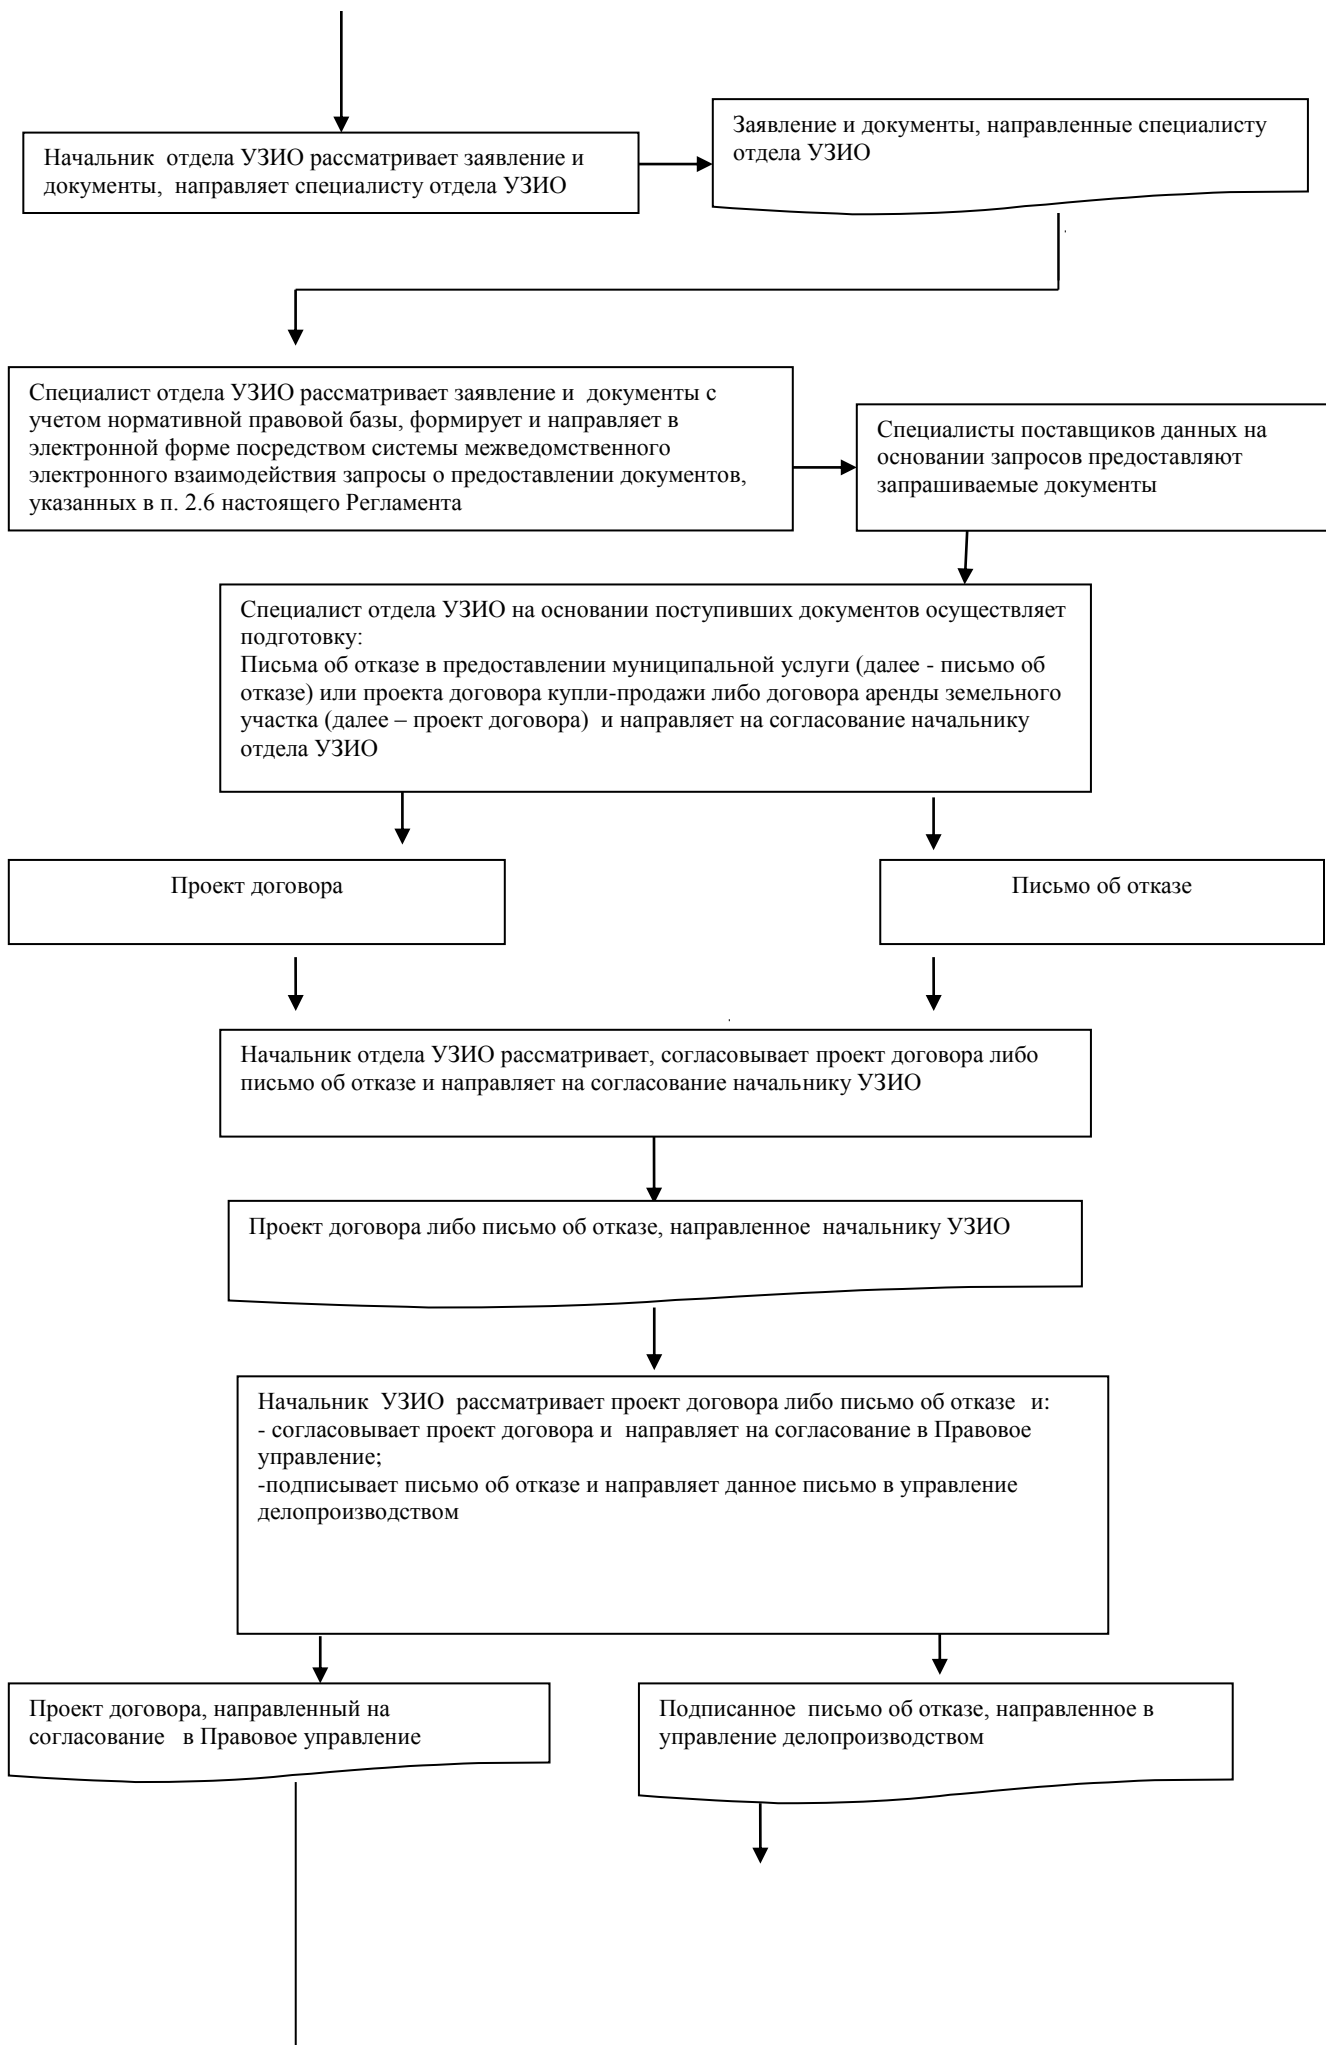 Начальник  отдела УЗИО рассматривает заявление и
документы,  направляет специалисту отдела УЗИО
Заявление и документы, направленные специалисту
отдела УЗИО
Специалист отдела УЗИО рассматривает заявление и  документы с
учетом нормативной правовой базы, формирует и направляет в
электронной форме посредством системы межведомственного
электронного взаимодействия запросы о предоставлении документов,
указанных в п. 2.6 настоящего Регламента
Специалисты поставщиков данных на
основании запросов предоставляют
запрашиваемые документы
Специалист отдела УЗИО на основании поступивших документов осуществляет
подготовку:
Письма об отказе в предоставлении муниципальной услуги (далее - письмо об
отказе) или проекта договора купли-продажи либо договора аренды земельного
участка (далее – проект договора)  и направляет на согласование начальнику
отдела УЗИО
Проект договора
Письмо об отказе
Начальник отдела УЗИО рассматривает, согласовывает проект договора либо
письмо об отказе и направляет на согласование начальнику УЗИО
Проект договора либо письмо об отказе, направленное  начальнику УЗИО
Начальник  УЗИО  рассматривает проект договора либо письмо об отказе   и:
- согласовывает проект договора и  направляет на согласование в Правовое
управление;
-подписывает письмо об отказе и направляет данное письмо в управление
делопроизводством
Проект договора, направленный на
согласование   в Правовое управление
Подписанное  письмо об отказе, направленное в
управление делопроизводством